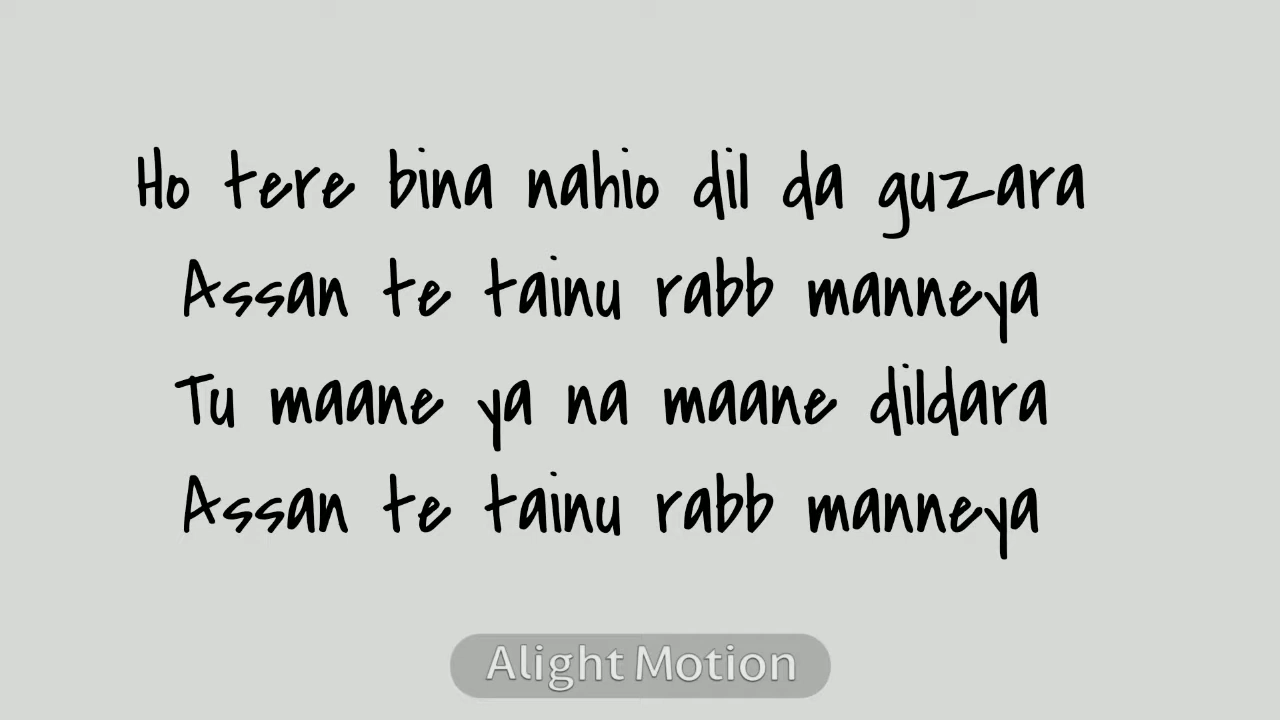 Ho tere bina nahio dil da guzara
Assan te tainu rabb manneya
Tu maane ya na maane dildara
Assan te tainu rabb manneya
Alight Motion